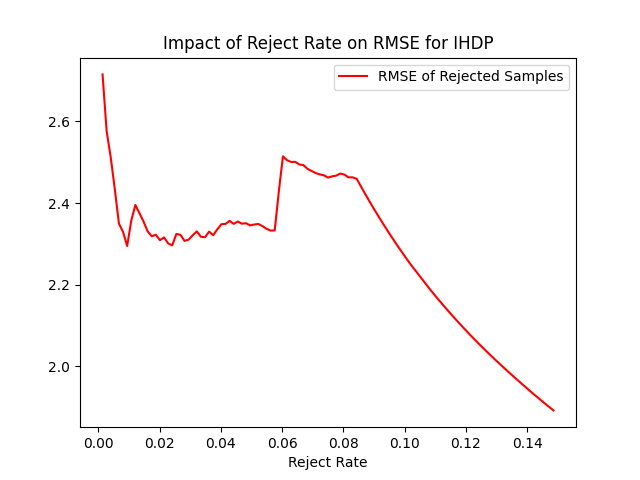 Impact of Reject Rate on RMSE for IHDP
RMSE of Rejected Samples
2.6
2.4
2.2
2.0
0.00 0.02 0.04 0.06 0.08 0.10 0.12 0.14
Reject Rate